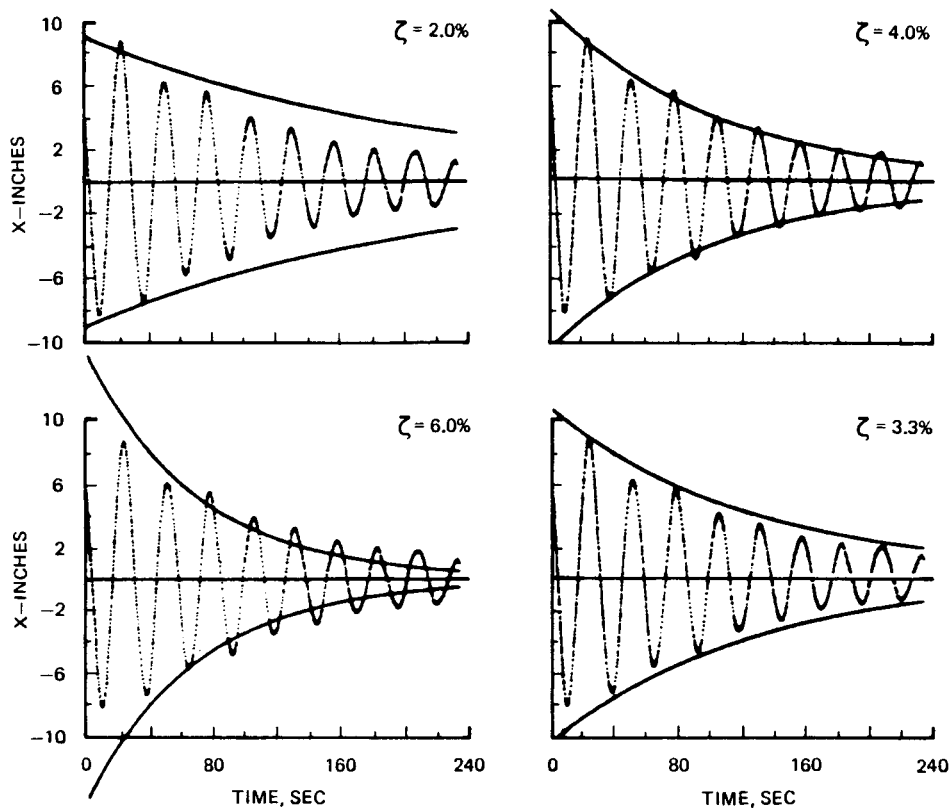 ζ = 2.0%
10
6
2
−2
−6
−10
X−INCHES
ζ = 4.0%
ζ = 6.0%
10
6
2
−2
−6
−10
X−INCHES
0 80 160 240
TIME, SEC
ζ = 3.3%
0 80 160 240
TIME, SEC